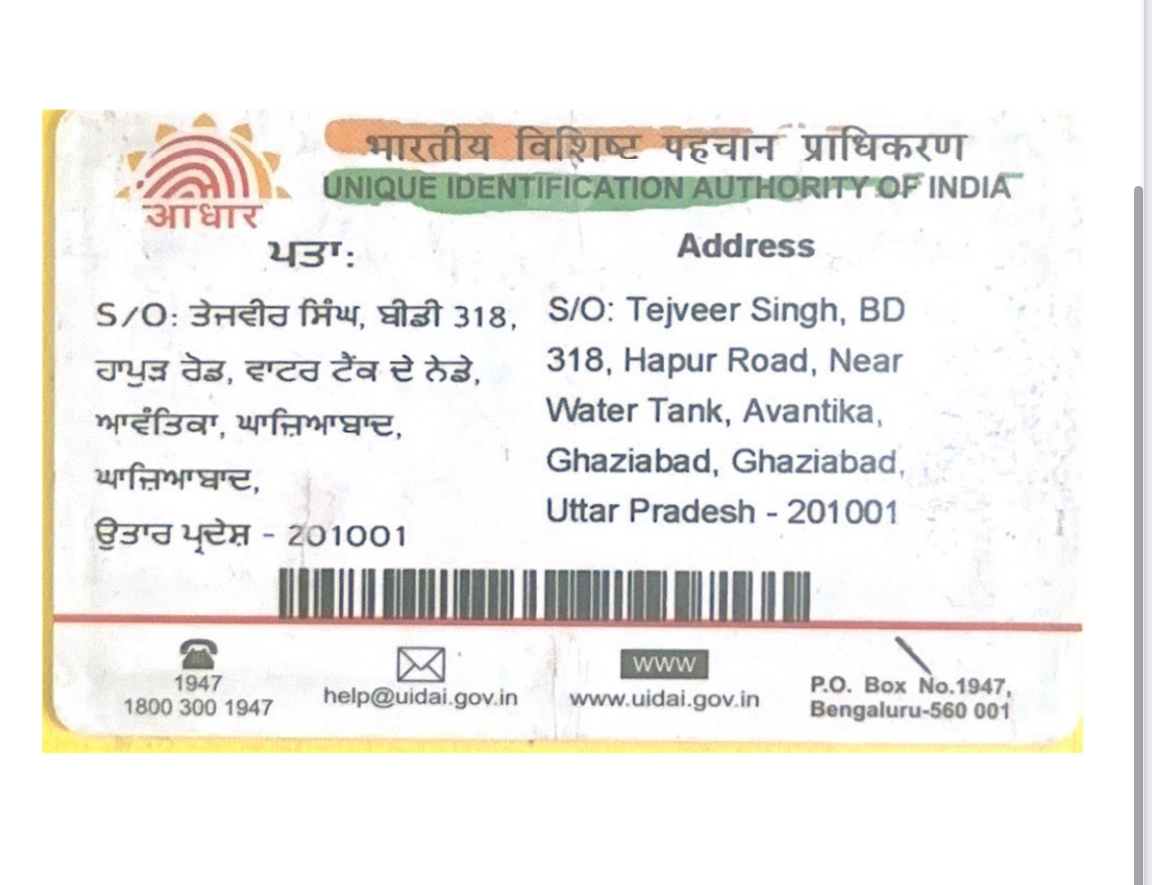 भारतीय विशिष्ट पहचान प्राधिकरण
UNIQUE IDENTIFICATION AUTHORITY OF INDIA
आधार
ਪਤਾ:
S/O: ਤੇਜਵੀਰ ਸਿੰਘ, ਬੀਡੀ 318,
ਹਾਪੁੜ ਰੋਡ, ਵਾਟਰ ਟੈਂਕ ਦੇ ਨੇਡੇ,
ਆਵੰਤਿਕਾ, ਘਾਜ਼ਿਆਬਾਦ,
ਘਾਜ਼ਿਆਬਾਦ,
ਉਤਾਰ ਪ੍ਰਦੇਸ਼ - 201001
Address
S/O: Tejveer Singh, BD
318, Hapur Road, Near
Water Tank, Avantika,
Ghaziabad, Ghaziabad,
Uttar Pradesh - 201001
1947
1800 300 1947
help@uidai.gov.in
WWW
www.uidai.gov.in
P.O. Box No.1947,
Bengaluru-560 001